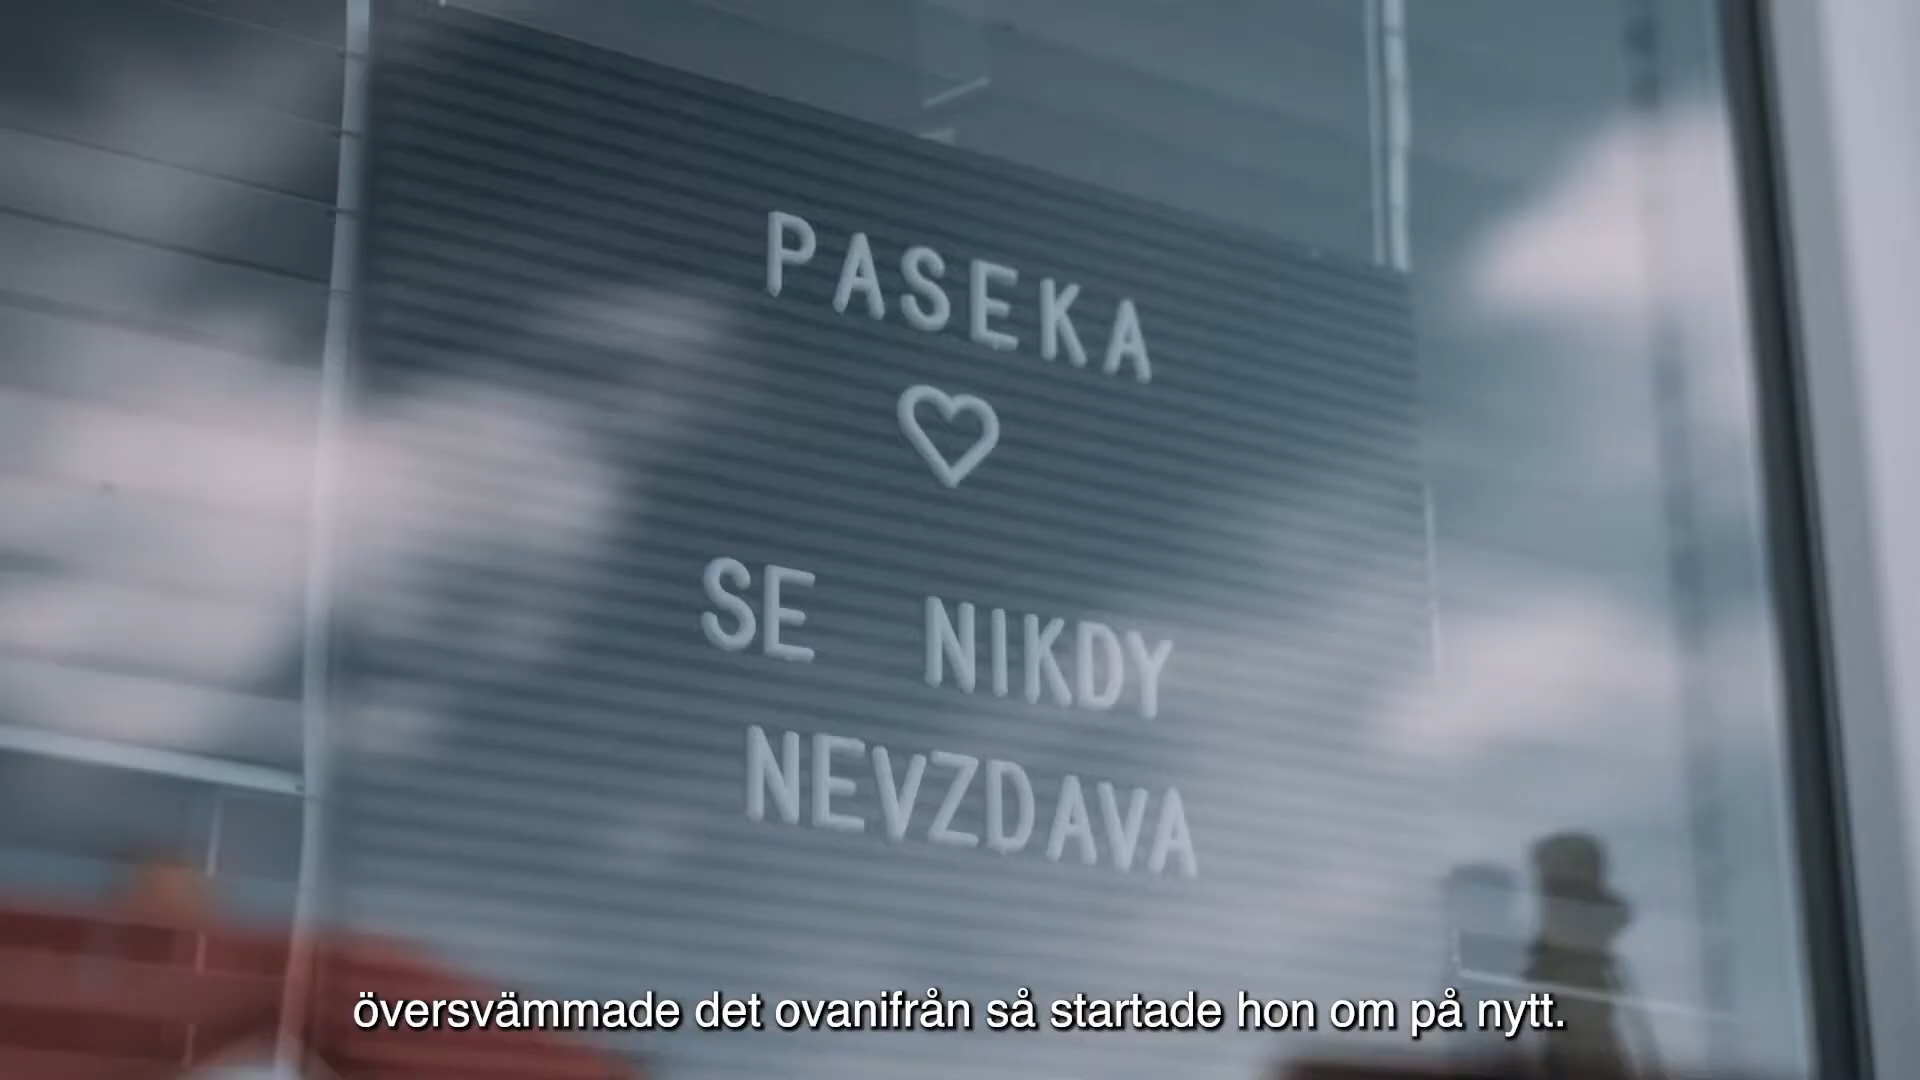 PASEKA
♡
SE NIKDY
NEVZDAVA
översvämmade det ovanifrån så startade hon om på nytt.